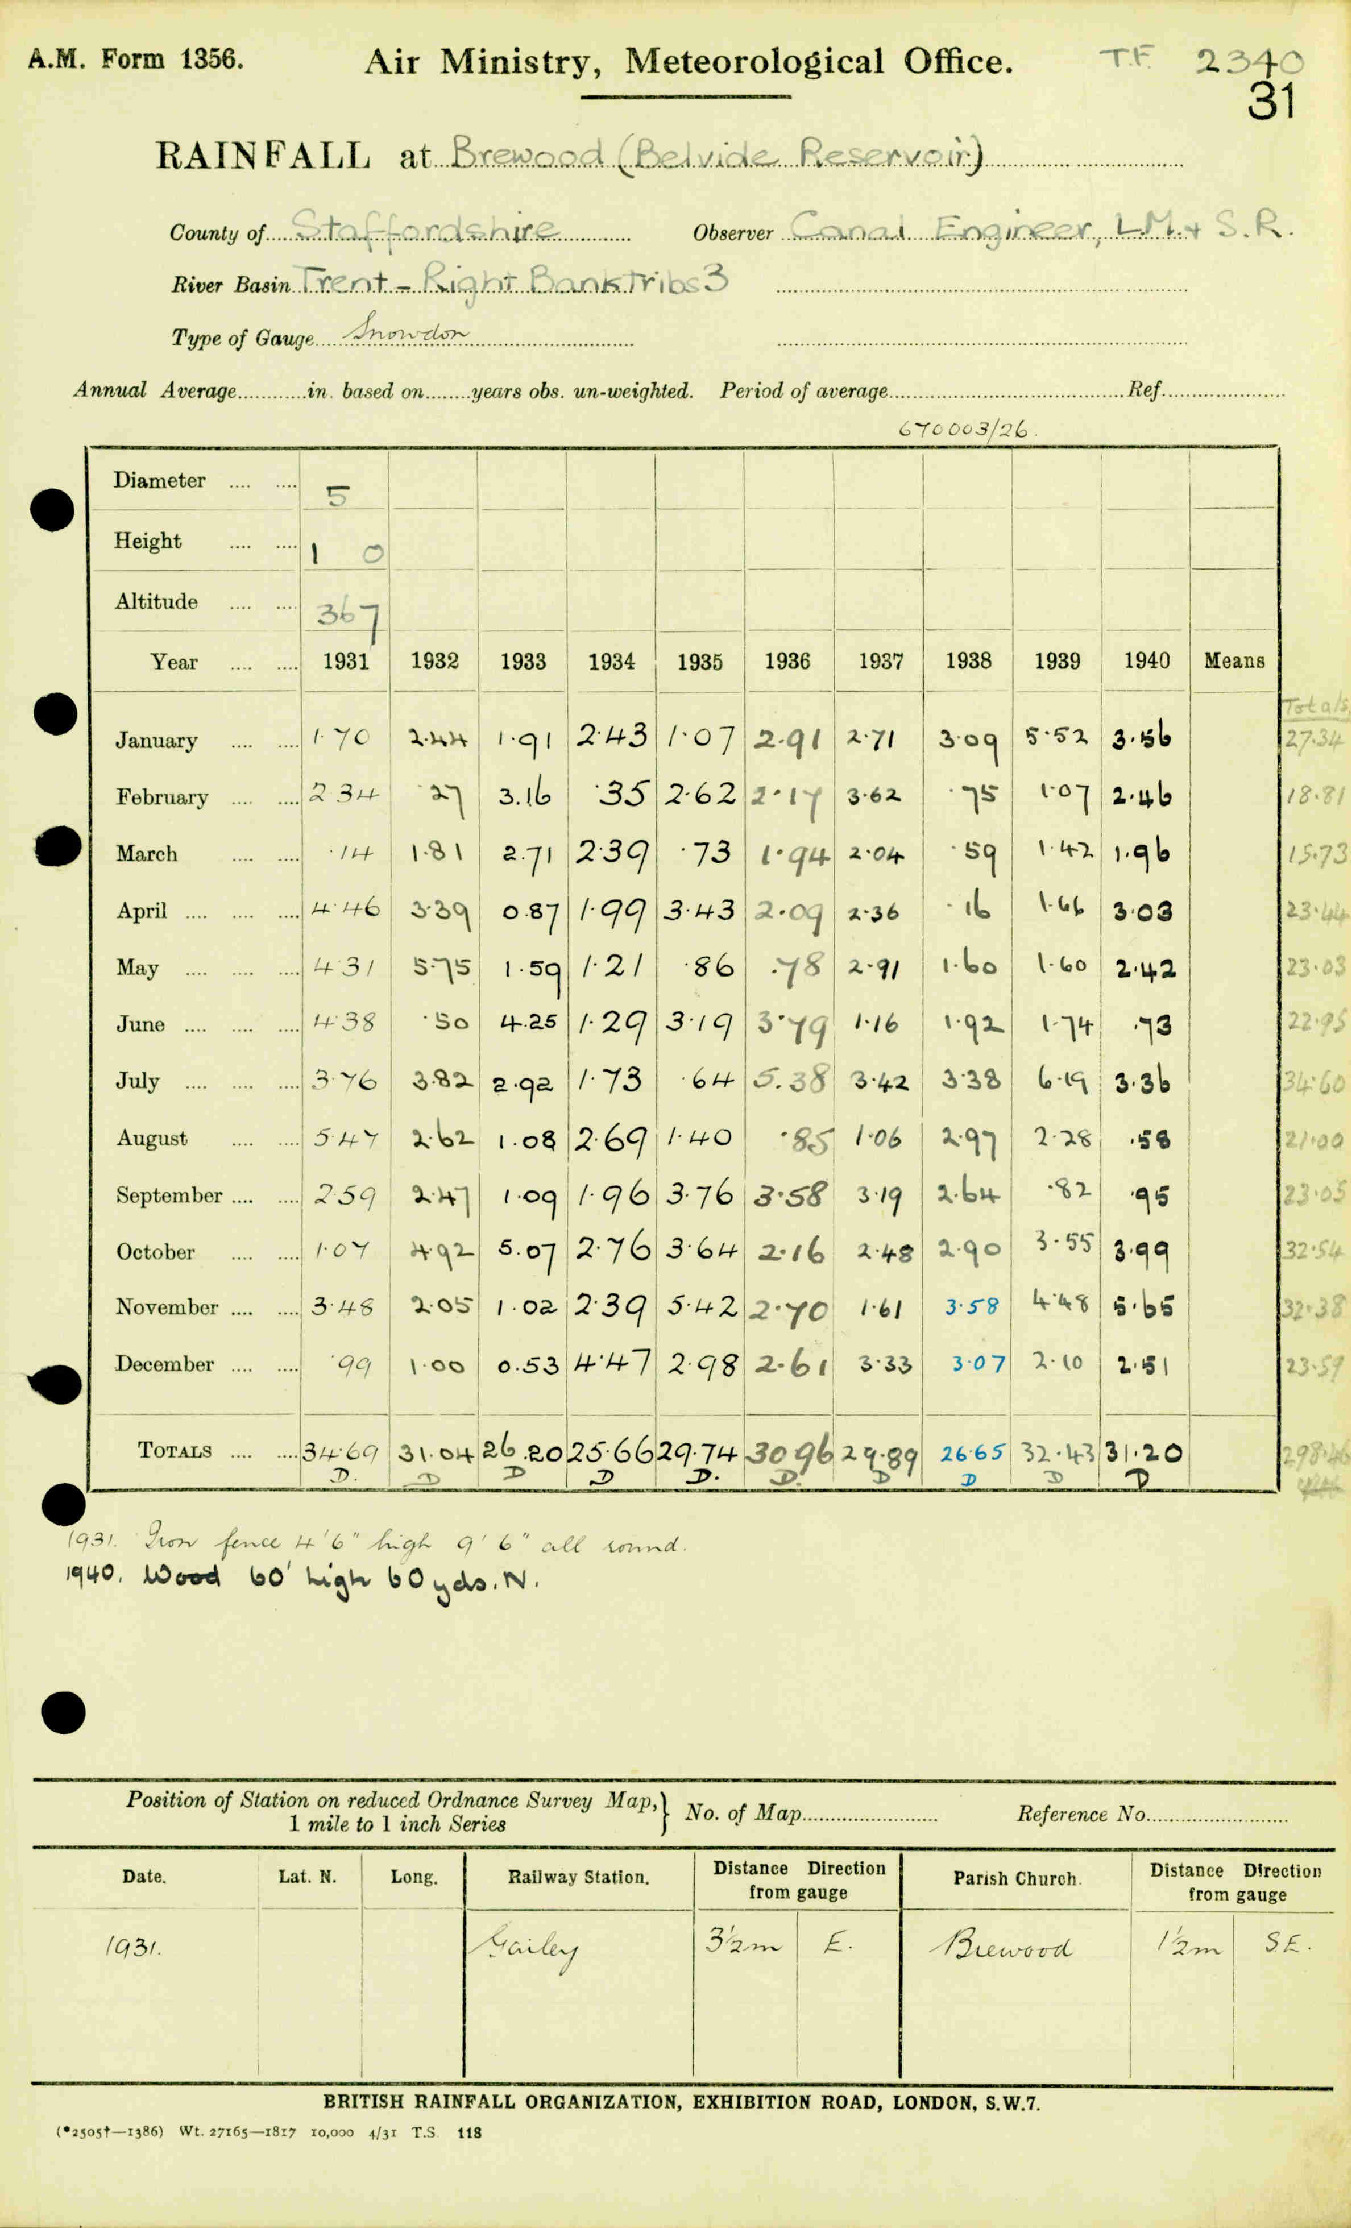 A.M. Form 1356. Air Ministry, Meteorological Office. T.F. 2340
31
RAINFALL at Brewood (Belvide Reservoir)
County of Staffordshire Observer Canal Engineer, L.M. & S.R.
River Basin Trent - Right Bank Tribs 3
Type of Gauge Snowdon
Annual Average in. based on years obs. un-weighted. Period of average Ref.
670003/26.
Diameter 5
Height 1 0
Altitude 367
Year 1931 1932 1933 1934 1935 1936 1937 1938 1939 1940 Means
Totals
January 1.70 2.44 1.91 2.43 1.07 2.91 2.71 3.09 5.52 3.56 27.34
February 2.34 .27 3.16 .35 2.62 2.17 3.62 .75 1.07 2.46 18.81
March .14 1.81 2.71 2.39 .73 1.94 2.04 .59 1.42 1.96 15.73
April 4.46 3.39 0.87 1.99 3.43 2.09 2.36 .16 1.66 3.03 23.44
May 4.31 5.75 1.59 1.21 .86 .78 2.91 1.60 1.60 2.42 23.03
June 4.38 .50 4.25 1.29 3.19 3.79 1.16 1.92 1.74 .73 22.95
July 3.76 3.82 2.92 1.73 .64 5.38 3.42 3.38 6.19 3.36 34.60
August 5.47 2.62 1.08 2.69 1.40 .85 1.06 2.97 2.28 .58 21.00
September 2.59 2.47 1.09 1.96 3.76 3.58 3.19 2.64 .82 .95 23.05
October 1.07 4.92 5.07 2.76 3.64 2.16 2.48 2.90 3.55 3.99 32.54
November 3.48 2.05 1.02 2.39 5.42 2.70 1.61 3.58 4.48 5.65 32.38
December .99 1.00 0.53 4.47 2.98 2.61 3.33 3.07 2.10 2.51 23.59
TOTALS 34.69 31.04 26.20 25.66 29.74 30.96 29.89 26.65 32.43 31.20 298.46
D. D D D D. D. D D D D
1931. Iron fence 4'6" high 9'6" all round.
1940. Wood 60' high 60 yds. N.
Position of Station on reduced Ordnance Survey Map,} No. of Map Reference No.
1 mile to 1 inch Series
Date. Lat. N. Long. Railway Station. Distance Direction from gauge Parish Church. Distance Direction from gauge
1931. Gailey 3½m E. Brewood 1½m S.E.
BRITISH RAINFALL ORGANIZATION, EXHIBITION ROAD, LONDON, S.W.7.
(*2505†—1386) Wt. 27165—1817 10,000 4/31 T.S. 118